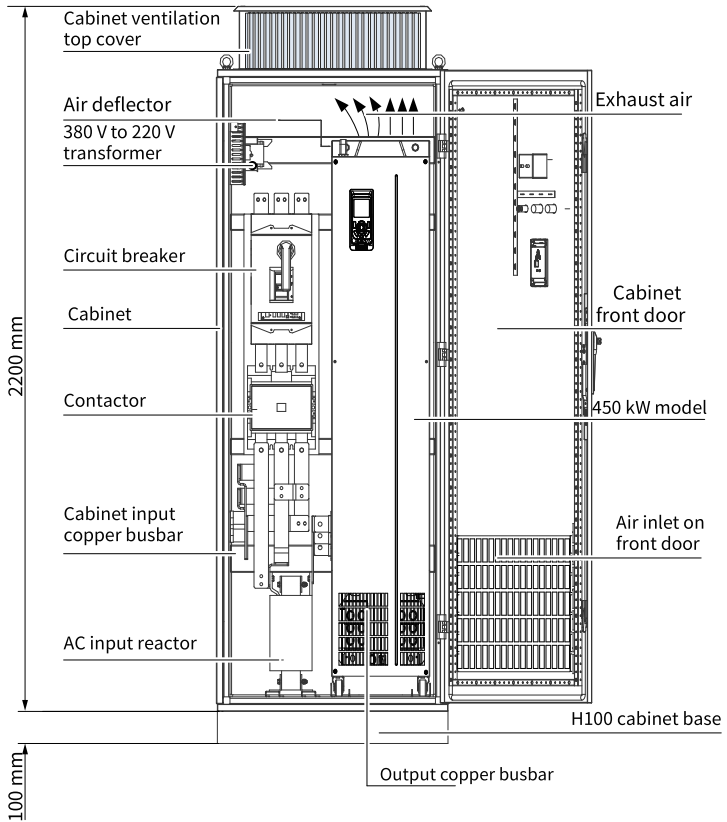 Cabinet ventilation
top cover
Air deflector
380 V to 220 V
transformer
Exhaust air
Circuit breaker
Cabinet
Cabinet
front door
2200 mm
Contactor
450 kW model
Cabinet input
copper busbar
Air inlet on
front door
AC input reactor
H100 cabinet base
100 mm
Output copper busbar